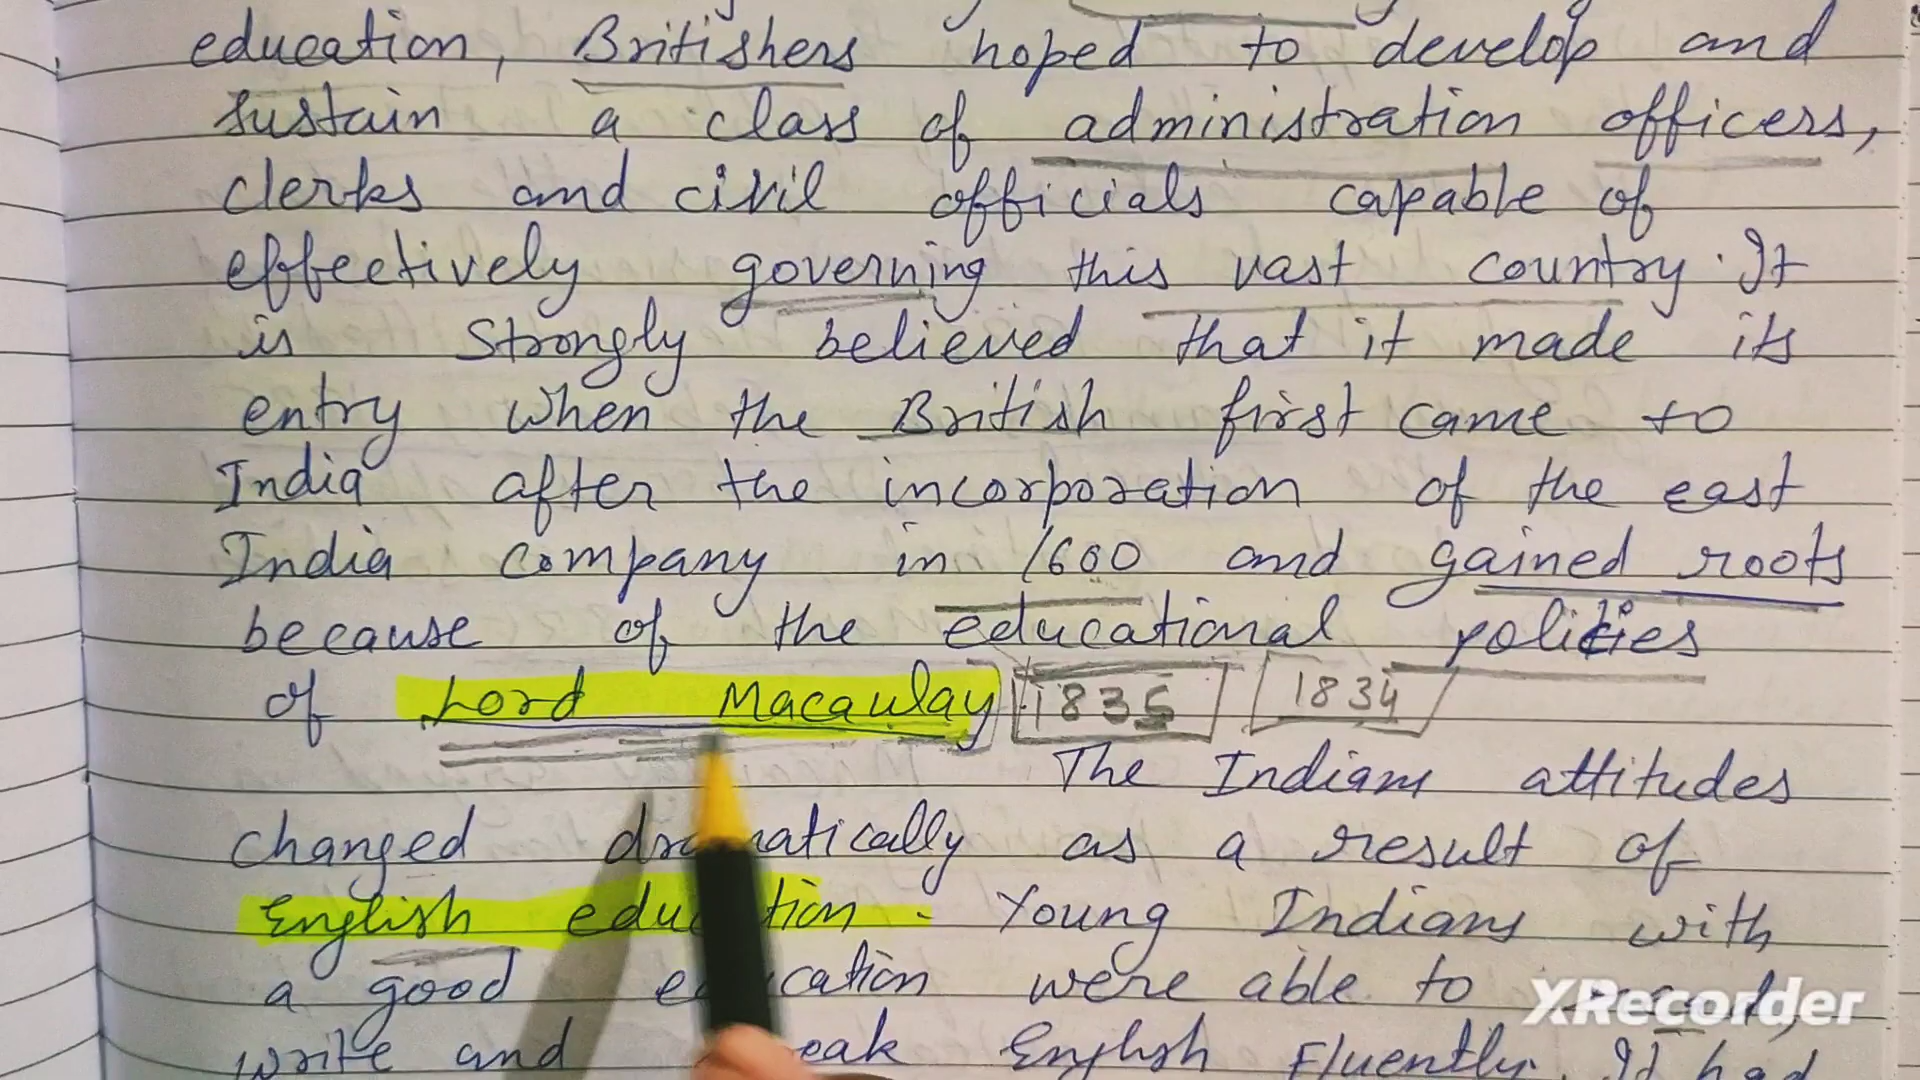 education, Britishers hoped to develop and
sustain a class of administration officers,
clerks and civil officials capable of
effectively governing this vast country. It
is strongly believed that it made its
entry when the British first came to
India after the incorporation of the east
India company in 1600 and gained roots
because of the educational policies
of Lord Macaulay 1835 1834
The Indians attitudes
changed dramatically as a result of
English education. Young Indians with
a good education were able to
write and English Fluently. It had
XRecorder